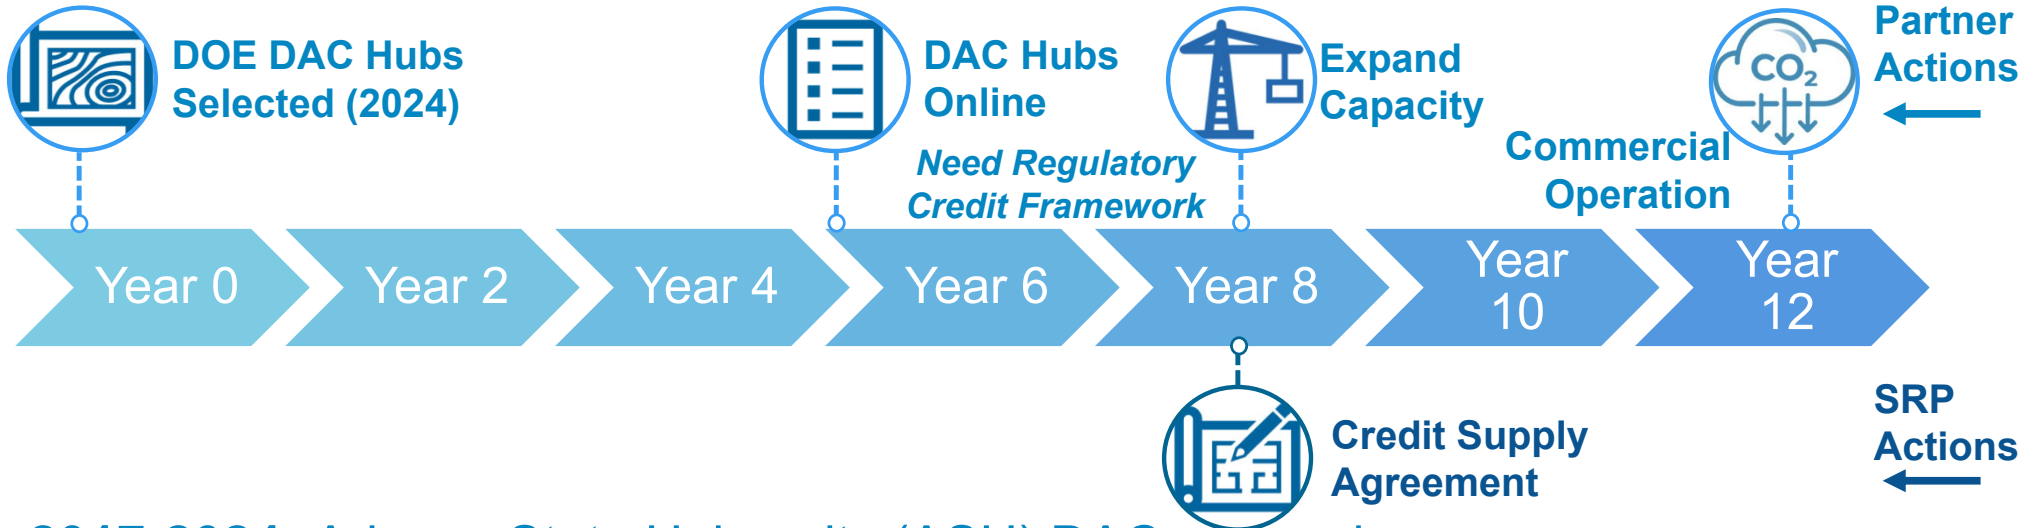 DOE DAC Hubs
Selected (2024)
DAC Hubs
Online
Need Regulatory
Credit Framework
Expand
Capacity
Commercial
Operation
CO2
Partner
Actions
Year 0
Year 2
Year 4
Year 6
Year 8
Year
10
Year
12
Credit Supply
Agreement
SRP
Actions